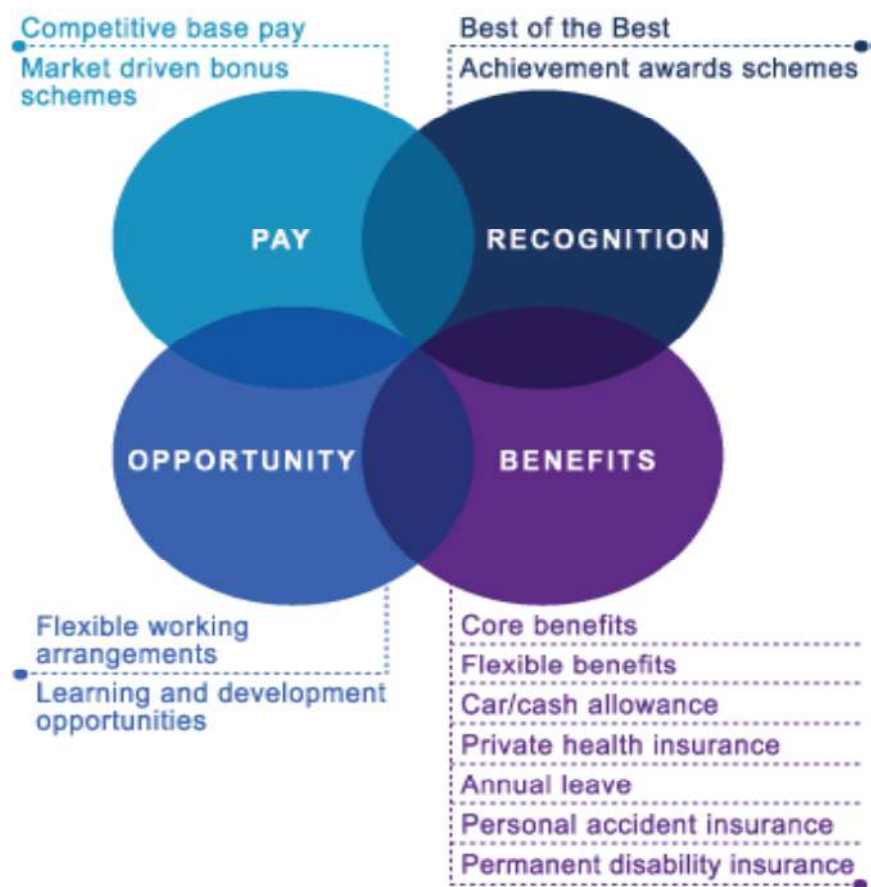 Competitive base pay
Market driven bonus
schemes
Best of the Best
Achievement awards schemes
PAY
RECOGNITION
OPPORTUNITY
BENEFITS
Flexible working
arrangements
Learning and development
opportunities
Core benefits
Flexible benefits
Car/cash allowance
Private health insurance
Annual leave
Personal accident insurance
Permanent disability insurance